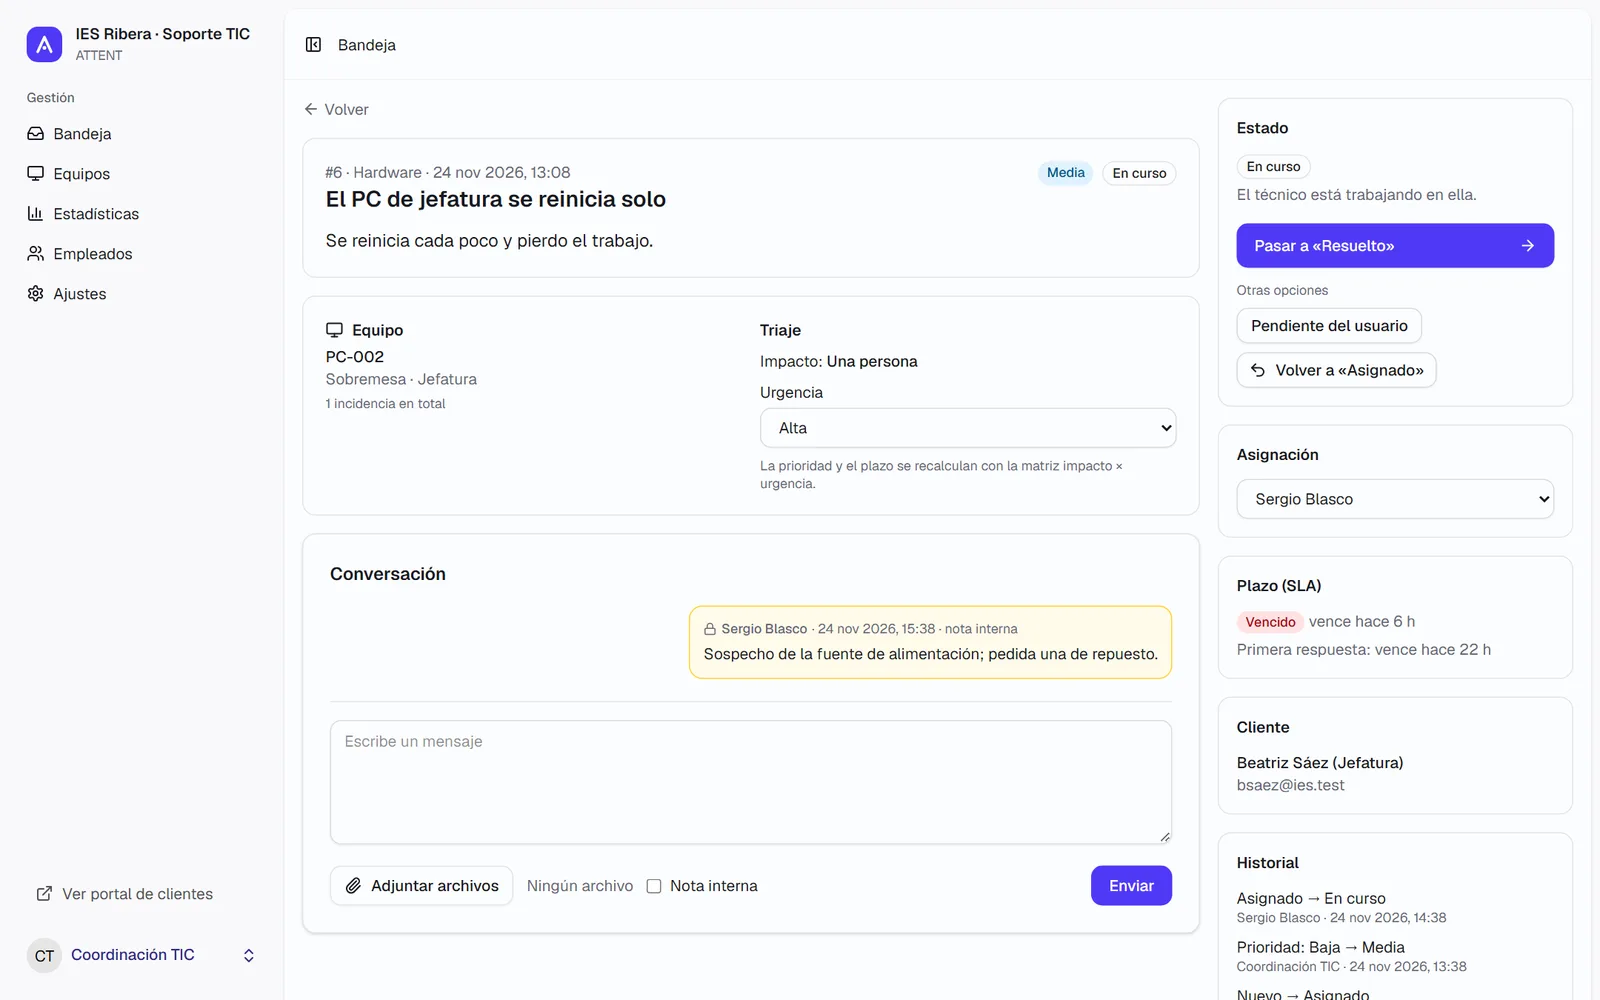 IES Ribera · Soporte TIC
ATTENT
Gestión
Bandeja
Equipos
Estadísticas
Empleados
Ajustes
Ver portal de clientes
CT
Coordinación TIC
Bandeja
Volver
#6 · Hardware · 24 nov 2026, 13:08
Media
En curso
El PC de jefatura se reinicia solo
Se reinicia cada poco y pierdo el trabajo.
Equipo
PC-002
Sobremesa · Jefatura
1 incidencia en total
Triaje
Impacto: Una persona
Urgencia
Alta
La prioridad y el plazo se recalculan con la matriz impacto ×
urgencia.
Conversación
Sergio Blasco · 24 nov 2026, 15:38 · nota interna
Sospecho de la fuente de alimentación; pedida una de repuesto.
Escribe un mensaje
Adjuntar archivos
Ningún archivo
Nota interna
Enviar
Estado
En curso
El técnico está trabajando en ella.
Pasar a «Resuelto»
Otras opciones
Pendiente del usuario
Volver a «Asignado»
Asignación
Sergio Blasco
Plazo (SLA)
Vencido vence hace 6 h
Primera respuesta: vence hace 22 h
Cliente
Beatriz Sáez (Jefatura)
bsaez@ies.test
Historial
Asignado → En curso
Sergio Blasco · 24 nov 2026, 14:38
Prioridad: Baja → Media
Coordinación TIC · 24 nov 2026, 13:38
Nuevo → Asignado